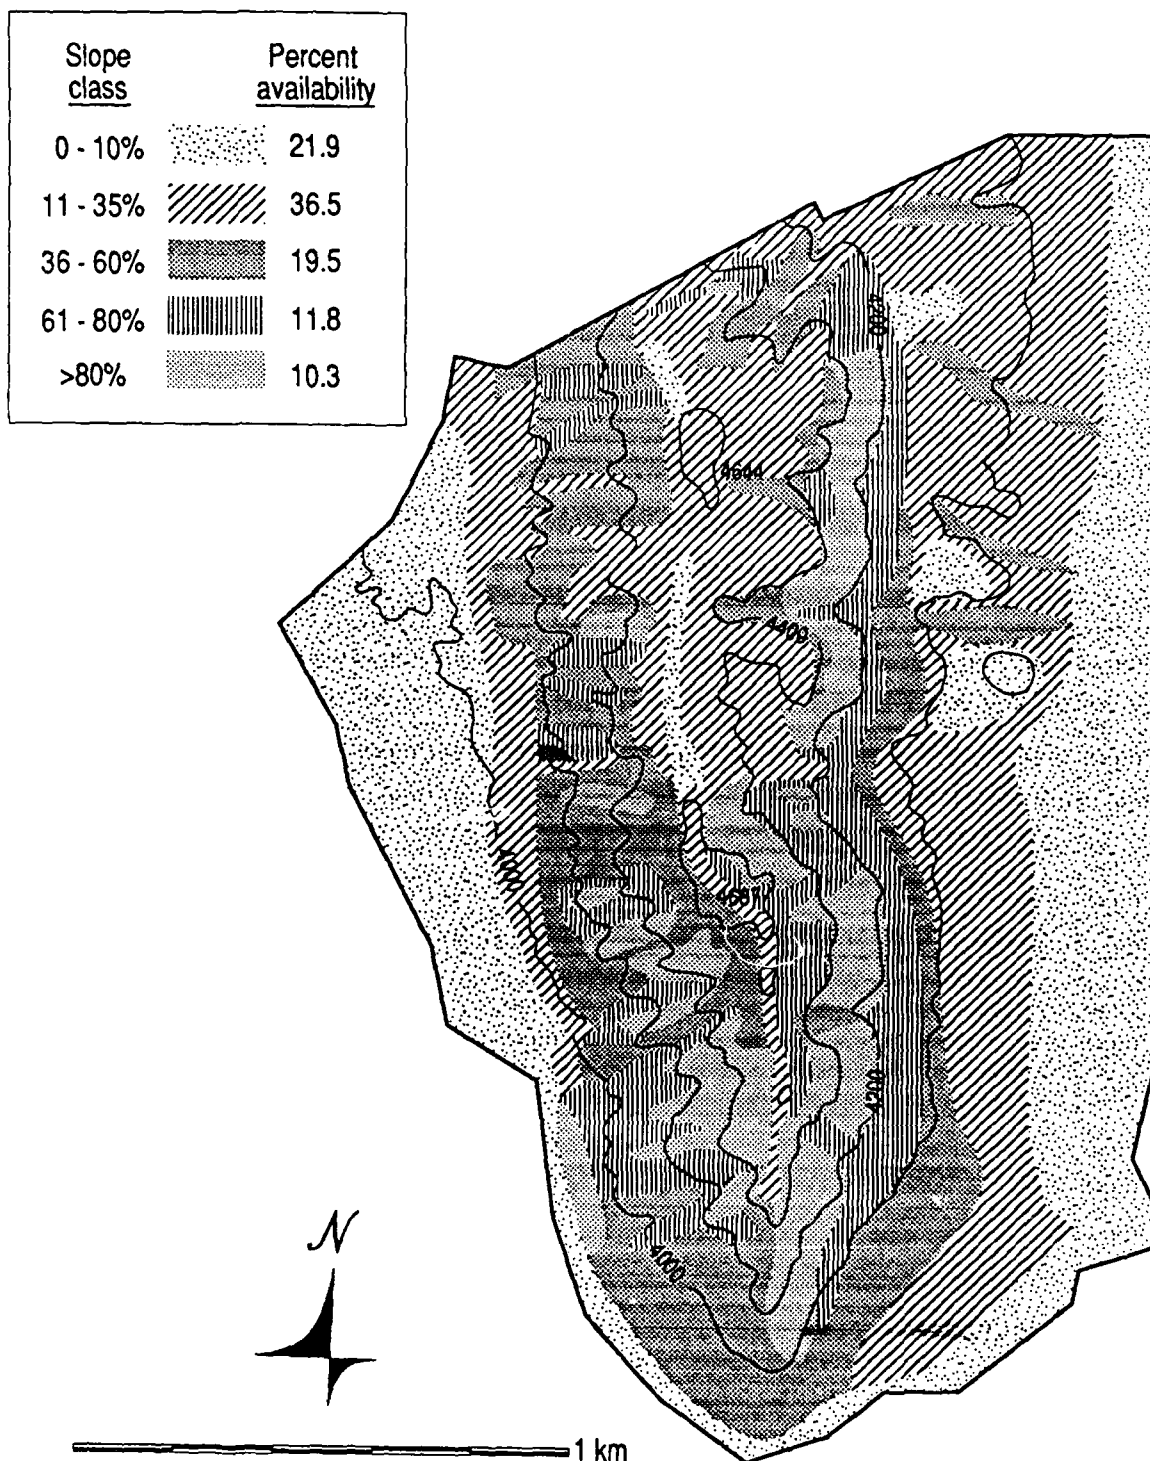 Slope Percent
class availability
0 - 10% 21.9
11 - 35% 36.5
36 - 60% 19.5
61 - 80% 11.8
>80% 10.3
4200
4644
4400
4000
4200
4000
N
1 km